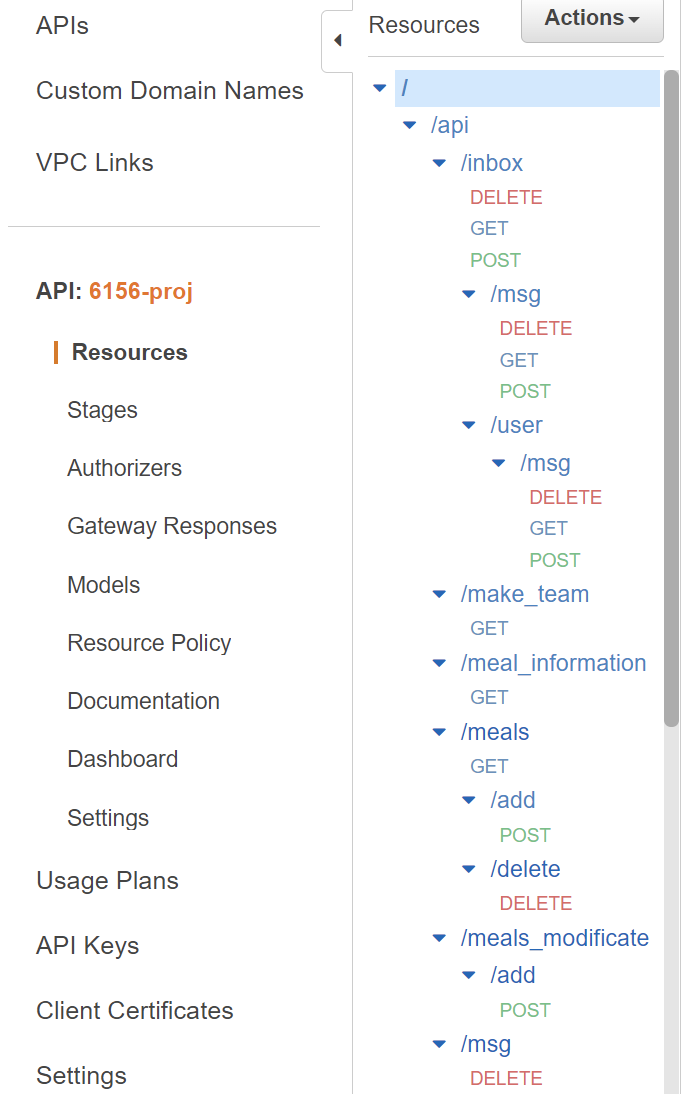 APIs
Custom Domain Names
VPC Links
API: 6156-proj
Resources
Stages
Authorizers
Gateway Responses
Models
Resource Policy
Documentation
Dashboard
Settings
Usage Plans
API Keys
Client Certificates
Settings
Resources
Actions
/
/api
/inbox
DELETE
GET
POST
/msg
DELETE
GET
POST
/user
/msg
DELETE
GET
POST
/make_team
GET
/meal_information
GET
/meals
GET
/add
POST
/delete
DELETE
/meals_modificate
/add
POST
/msg
DELETE